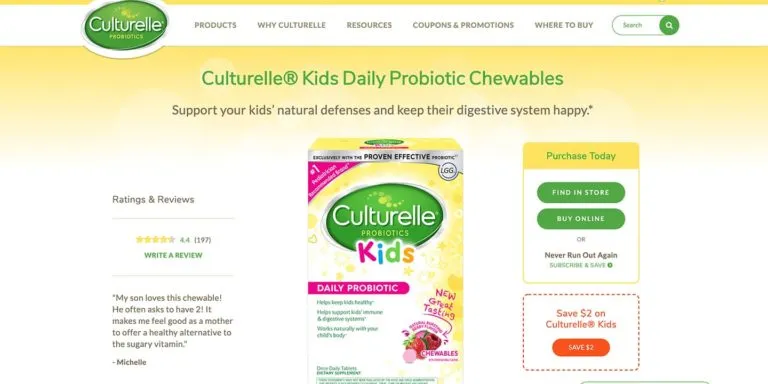 Culturelle
PROBIOTICS
PRODUCTS
WHY CULTURELLE
RESOURCES
COUPONS & PROMOTIONS
WHERE TO BUY
Search
Culturelle® Kids Daily Probiotic Chewables
Support your kids' natural defenses and keep their digestive system happy.*
Ratings & Reviews
4.4 (197)
WRITE A REVIEW
"My son loves this chewable!
He often asks to have 2! It
makes me feel good as a mother
to offer a healthy alternative to
the sugary vitamin."
- Michelle
EXCLUSIVELY WITH THE PROVEN EFFECTIVE PROBIOTIC
LGG
#1
Pediatrician
Recommended Brand
Culturelle
PROBIOTICS
Kids
DAILY PROBIOTIC
Helps keep kids healthy
Helps support kids' immune
& digestive systems
Works naturally with your
child's body
NEW
Great
Tasting
CHEWABLES
Once Daily Tablets
DIETARY SUPPLEMENT
Purchase Today
FIND IN STORE
BUY ONLINE
OR
Never Run Out Again
SUBSCRIBE & SAVE
Save $2 on
Culturelle® Kids
SAVE $2